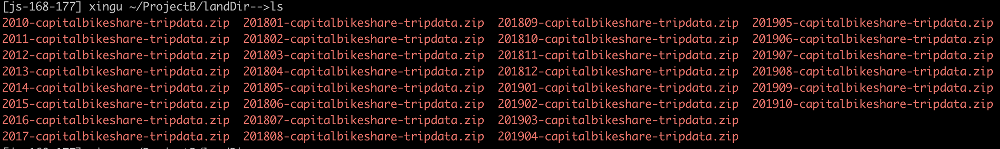 [js-168-177] xingu ~/ProjectB/landDir-->ls
2010-capitalbikeshare-tripdata.zip  201801-capitalbikeshare-tripdata.zip  201809-capitalbikeshare-tripdata.zip  201905-capitalbikeshare-tripdata.zip
2011-capitalbikeshare-tripdata.zip  201802-capitalbikeshare-tripdata.zip  201810-capitalbikeshare-tripdata.zip  201906-capitalbikeshare-tripdata.zip
2012-capitalbikeshare-tripdata.zip  201803-capitalbikeshare-tripdata.zip  201811-capitalbikeshare-tripdata.zip  201907-capitalbikeshare-tripdata.zip
2013-capitalbikeshare-tripdata.zip  201804-capitalbikeshare-tripdata.zip  201812-capitalbikeshare-tripdata.zip  201908-capitalbikeshare-tripdata.zip
2014-capitalbikeshare-tripdata.zip  201805-capitalbikeshare-tripdata.zip  201901-capitalbikeshare-tripdata.zip  201909-capitalbikeshare-tripdata.zip
2015-capitalbikeshare-tripdata.zip  201806-capitalbikeshare-tripdata.zip  201902-capitalbikeshare-tripdata.zip  201910-capitalbikeshare-tripdata.zip
2016-capitalbikeshare-tripdata.zip  201807-capitalbikeshare-tripdata.zip  201903-capitalbikeshare-tripdata.zip
2017-capitalbikeshare-tripdata.zip  201808-capitalbikeshare-tripdata.zip  201904-capitalbikeshare-tripdata.zip